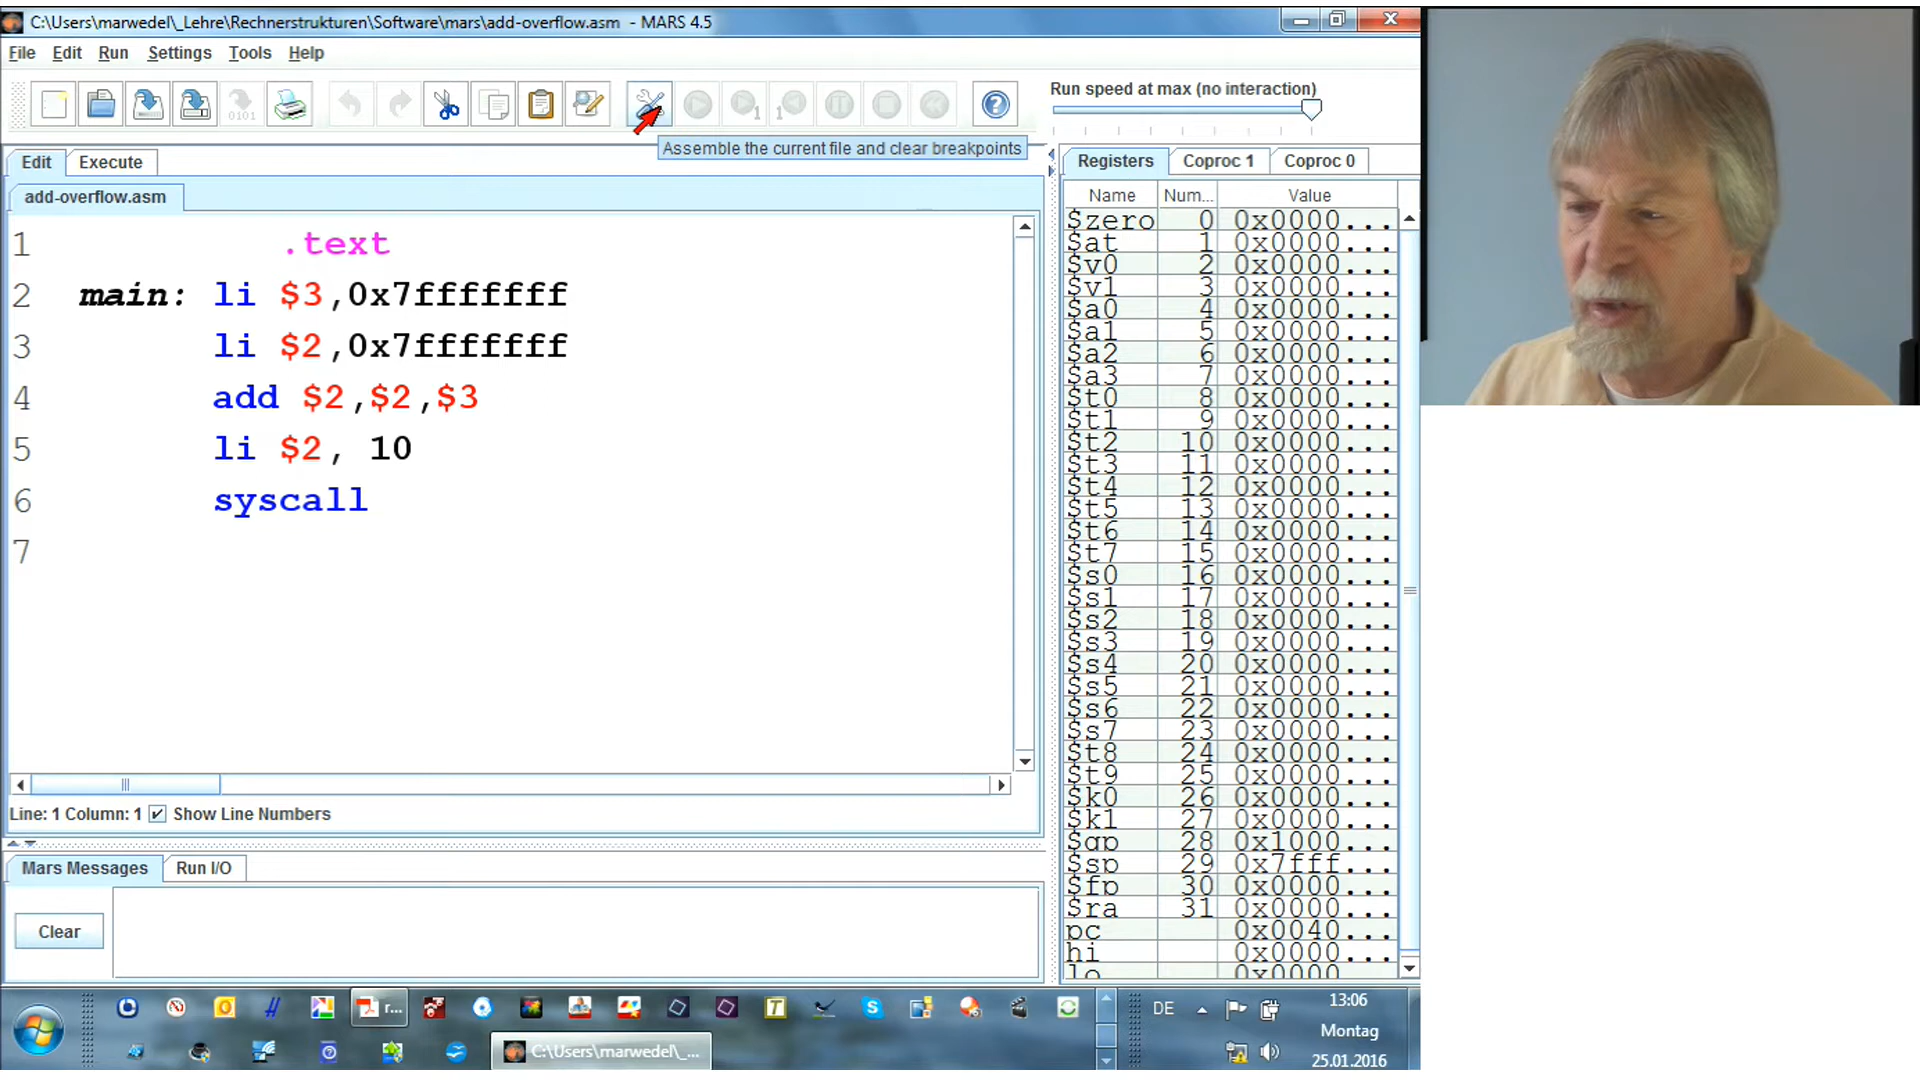 C:\Users\marwedel\_Lehre\Rechnerstrukturen\Software\mars\add-overflow.asm - MARS 4.5
File Edit Run Settings Tools Help
Run speed at max (no interaction)
Assemble the current file and clear breakpoints
Edit Execute
add-overflow.asm
1 .text
2 main: li $3,0x7fffffff
3 li $2,0x7fffffff
4 add $2,$2,$3
5 li $2, 10
6 syscall
7
Line: 1 Column: 1 Show Line Numbers
Mars Messages Run I/O
Clear
Registers Coproc 1 Coproc 0
Name Num... Value
$zero 0 0x0000...
$at 1 0x0000...
$v0 2 0x0000...
$v1 3 0x0000...
$a0 4 0x0000...
$a1 5 0x0000...
$a2 6 0x0000...
$a3 7 0x0000...
$t0 8 0x0000...
$t1 9 0x0000...
$t2 10 0x0000...
$t3 11 0x0000...
$t4 12 0x0000...
$t5 13 0x0000...
$t6 14 0x0000...
$t7 15 0x0000...
$s0 16 0x0000...
$s1 17 0x0000...
$s2 18 0x0000...
$s3 19 0x0000...
$s4 20 0x0000...
$s5 21 0x0000...
$s6 22 0x0000...
$s7 23 0x0000...
$t8 24 0x0000...
$t9 25 0x0000...
$k0 26 0x0000...
$k1 27 0x0000...
$gp 28 0x1000...
$sp 29 0x7fff...
$fp 30 0x0000...
$ra 31 0x0000...
pc 0x0040...
hi 0x0000...
lo 0x0000...
r...
C:\Users\marwedel\_...
DE
13:06
Montag
25.01.2016